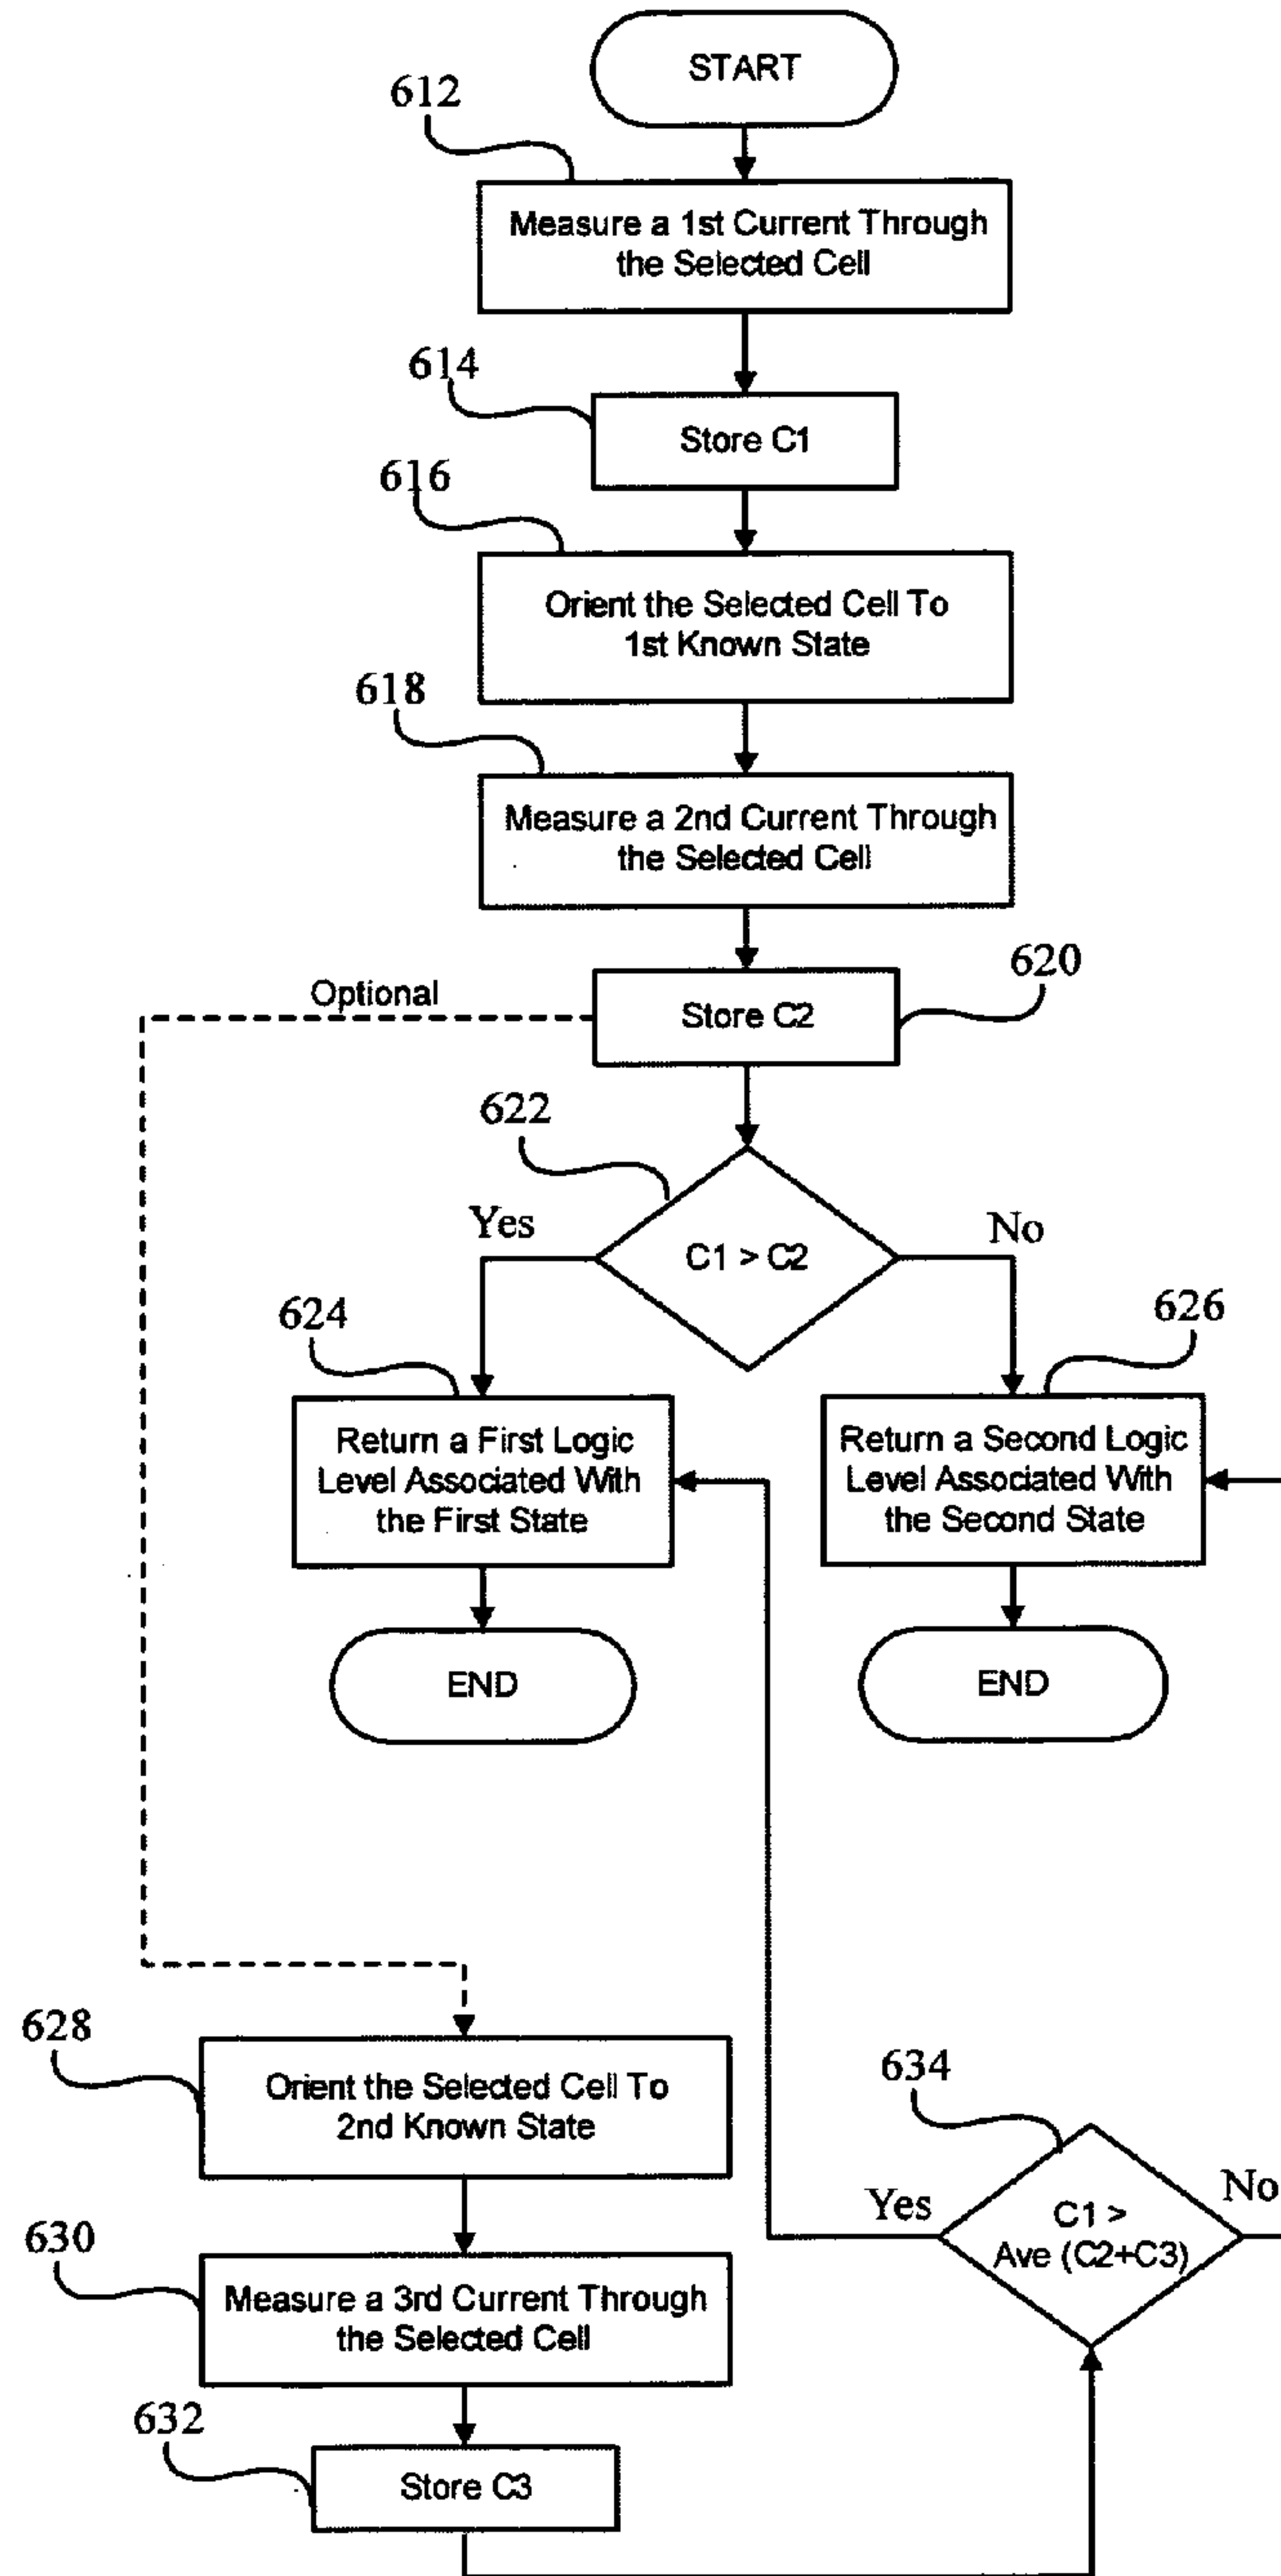 START
612
Measure a 1st Current Through
the Selected Cell
614
Store C1
616
Orient the Selected Cell To
1st Known State
618
Measure a 2nd Current Through
the Selected Cell
620
Optional
Store C2
622
Yes
No
C1 > C2
624
626
Return a First Logic
Level Associated With
the First State
Return a Second Logic
Level Associated With
the Second State
END
END
628
Orient the Selected Cell To
2nd Known State
634
Yes
No
C1 >
Ave (C2+C3)
630
Measure a 3rd Current Through
the Selected Cell
632
Store C3